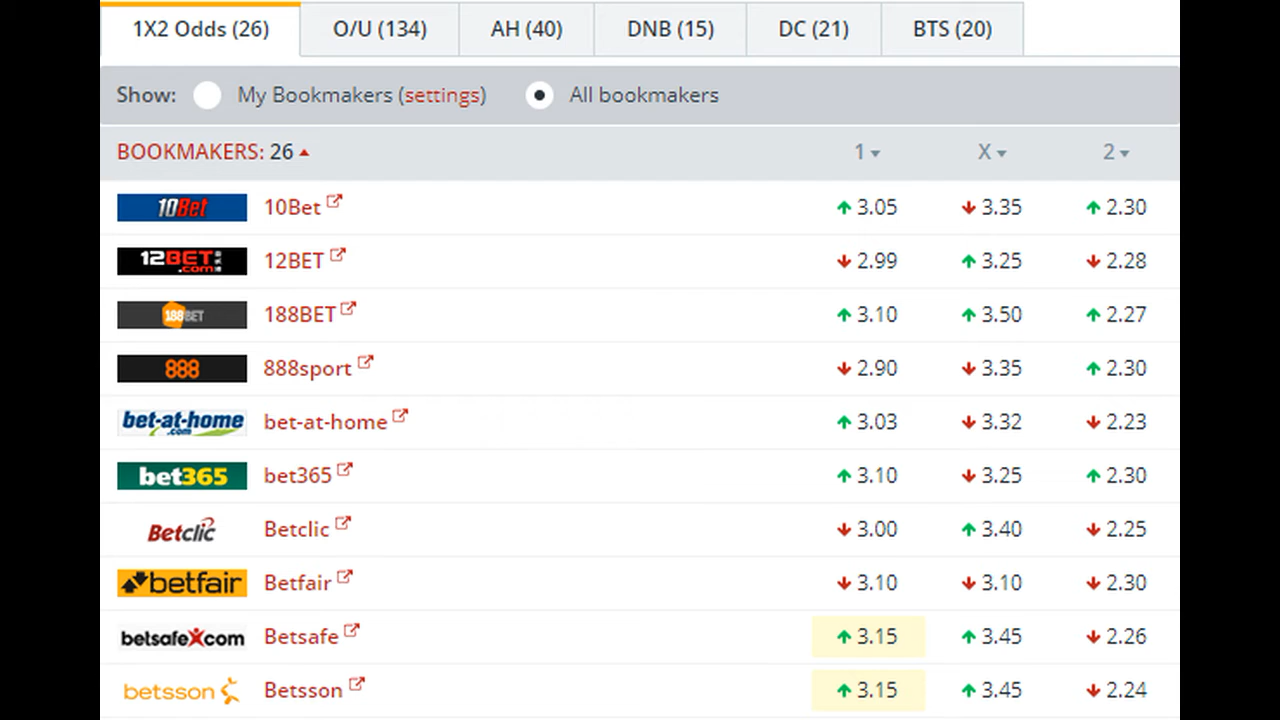 1X2 Odds (26) O/U (134) AH (40) DNB (15) DC (21) BTS (20)
Show: My Bookmakers (settings) All bookmakers
BOOKMAKERS: 26 1 X 2
10Bet 10Bet 3.05 3.35 2.30
12BET.com 12BET 2.99 3.25 2.28
188BET 188BET 3.10 3.50 2.27
888 888sport 2.90 3.35 2.30
bet-at-home.com bet-at-home 3.03 3.32 2.23
bet365 bet365 3.10 3.25 2.30
Betclic Betclic 3.00 3.40 2.25
betfair Betfair 3.10 3.10 2.30
betsafe.com Betsafe 3.15 3.45 2.26
betsson Betsson 3.15 3.45 2.24